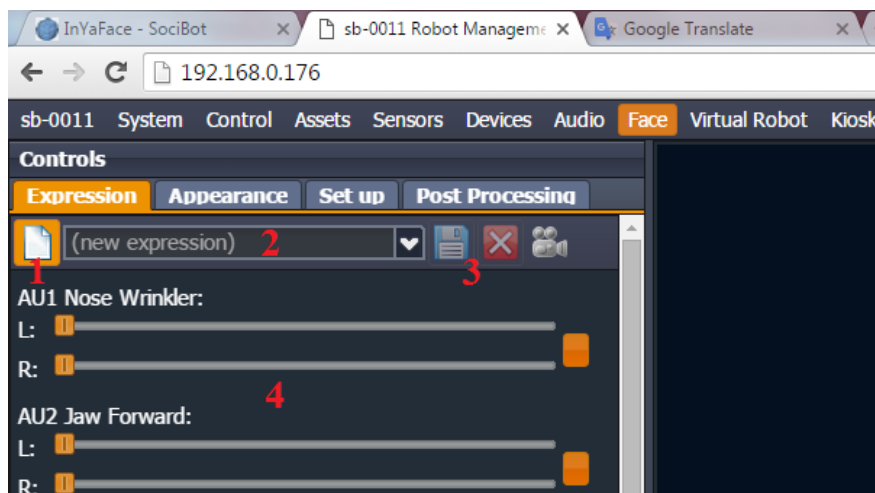 InYaFace - SociBot sb-0011 Robot Manageme Google Translate
192.168.0.176
sb-0011 System Control Assets Sensors Devices Audio Face Virtual Robot Kiosk
Controls
Expression Appearance Set up Post Processing
(new expression) 2
1 3
AU1 Nose Wrinkler:
L:
R:
4
AU2 Jaw Forward:
L:
R: